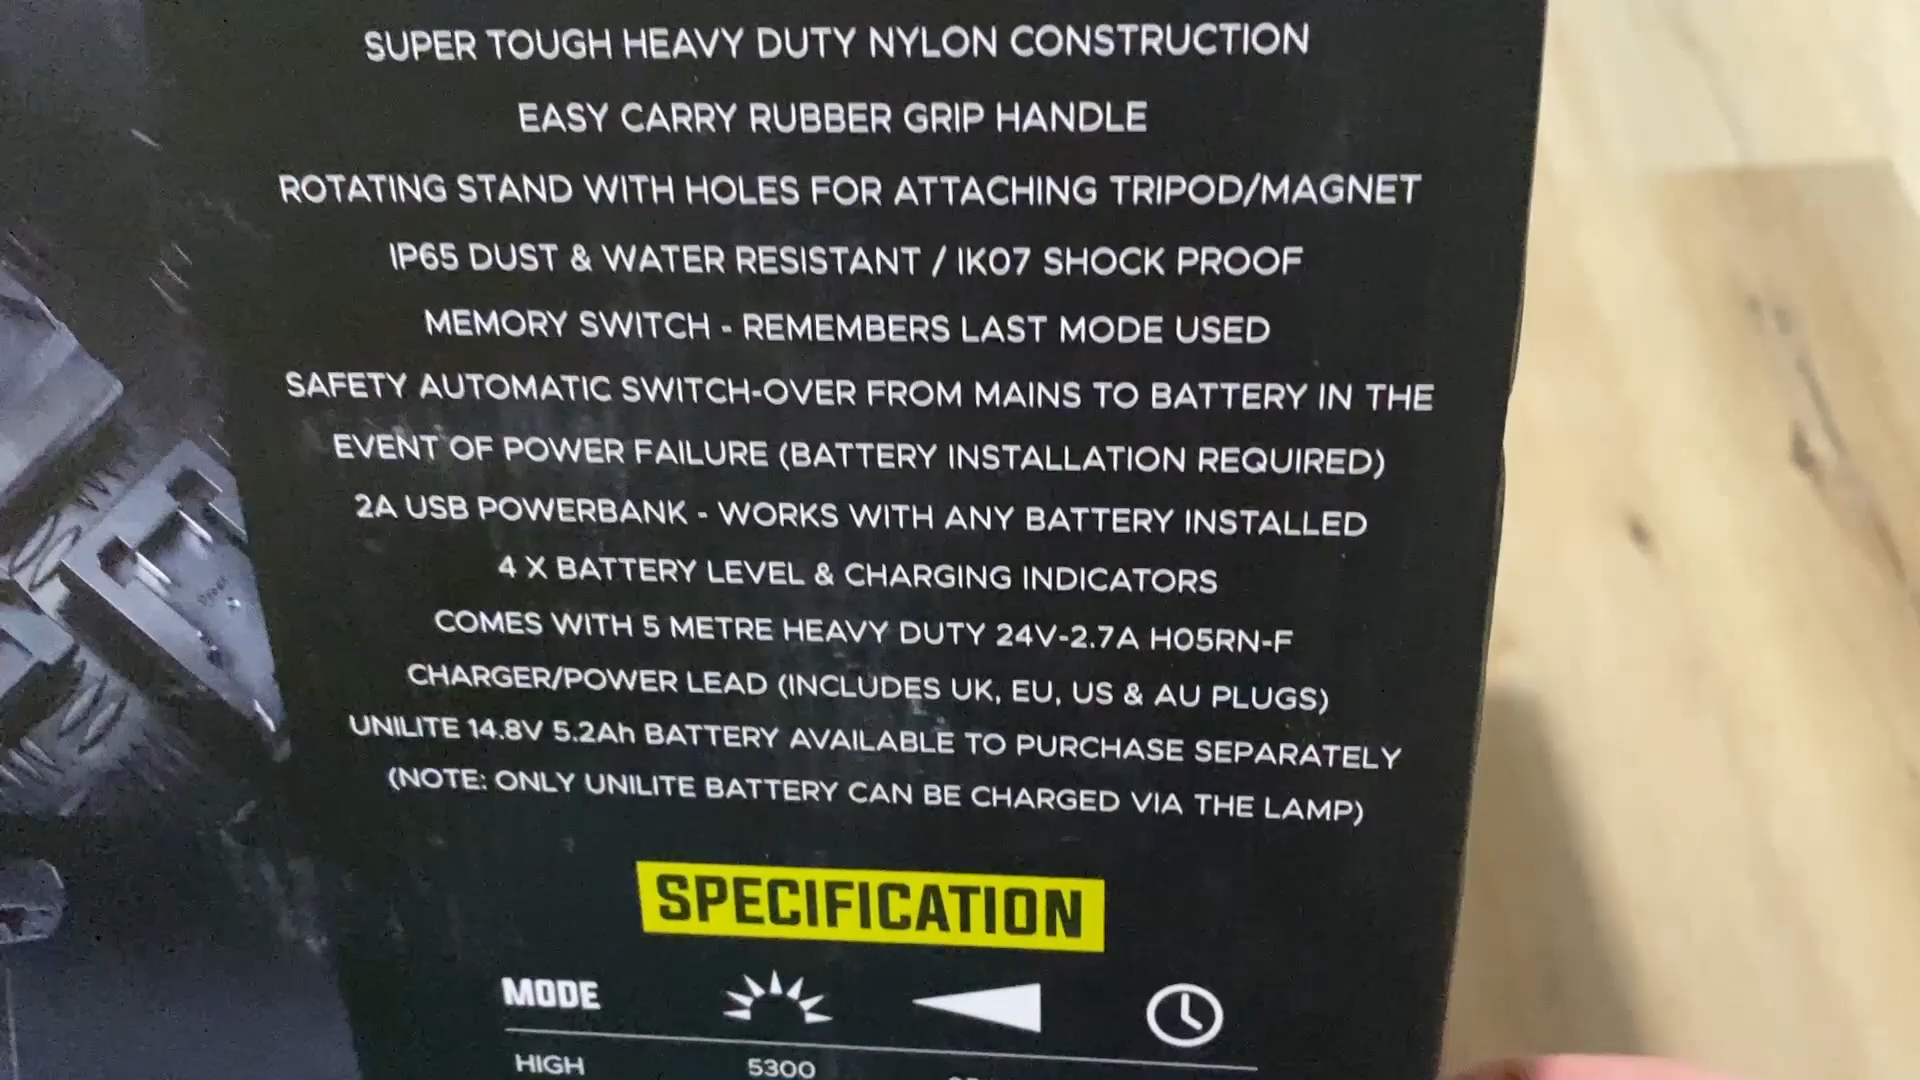 SUPER TOUGH HEAVY DUTY NYLON CONSTRUCTION
EASY CARRY RUBBER GRIP HANDLE
ROTATING STAND WITH HOLES FOR ATTACHING TRIPOD/MAGNET
IP65 DUST & WATER RESISTANT / IK07 SHOCK PROOF
MEMORY SWITCH - REMEMBERS LAST MODE USED
SAFETY AUTOMATIC SWITCH-OVER FROM MAINS TO BATTERY IN THE
EVENT OF POWER FAILURE (BATTERY INSTALLATION REQUIRED)
2A USB POWERBANK - WORKS WITH ANY BATTERY INSTALLED
4 X BATTERY LEVEL & CHARGING INDICATORS
COMES WITH 5 METRE HEAVY DUTY 24V-2.7A H05RN-F
CHARGER/POWER LEAD (INCLUDES UK, EU, US & AU PLUGS)
UNILITE 14.8V 5.2Ah BATTERY AVAILABLE TO PURCHASE SEPARATELY
(NOTE: ONLY UNILITE BATTERY CAN BE CHARGED VIA THE LAMP)
SPECIFICATION
MODE
HIGH 5300